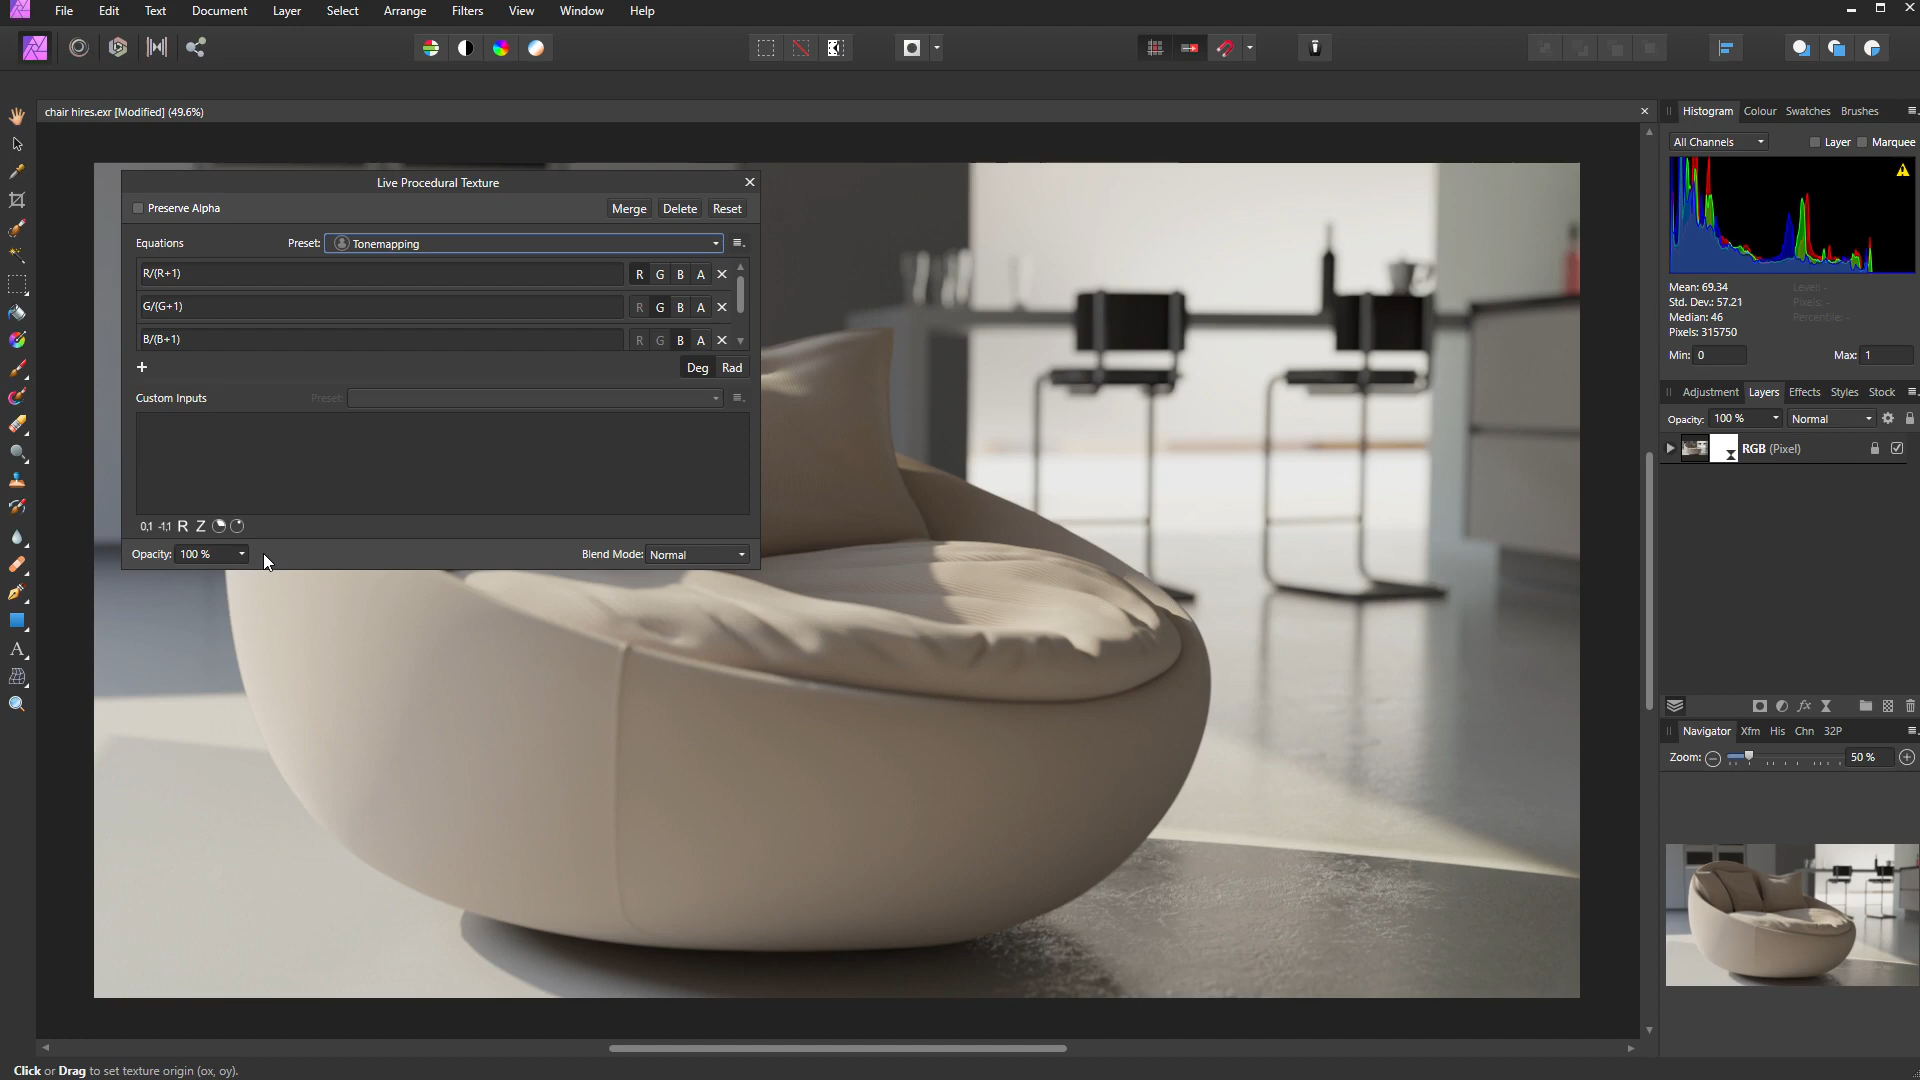 File Edit Text Document Layer Select Arrange Filters View Window Help
chair hires.exr [Modified] (49.6%)
Histogram Colour Swatches Brushes
All Channels Layer Marquee
Live Procedural Texture
Preserve Alpha Merge Delete Reset
Equations Preset: Tonemapping
R/(R+1) R G B A
G/(G+1) R G B A
B/(B+1) R G B A
Deg Rad
Custom Inputs Preset:
0,1 -1,1 R Z
Opacity: 100 % Blend Mode: Normal
Mean: 69.34 Level: -
Std. Dev.: 57.21 Pixels: -
Median: 46 Percentile: -
Pixels: 315750
Min: 0 Max: 1
Adjustment Layers Effects Styles Stock
Opacity: 100 % Normal
RGB (Pixel)
fx
Navigator Xfm His Chn 32P
Zoom: 50 %
A
Click or Drag to set texture origin (ox, oy).